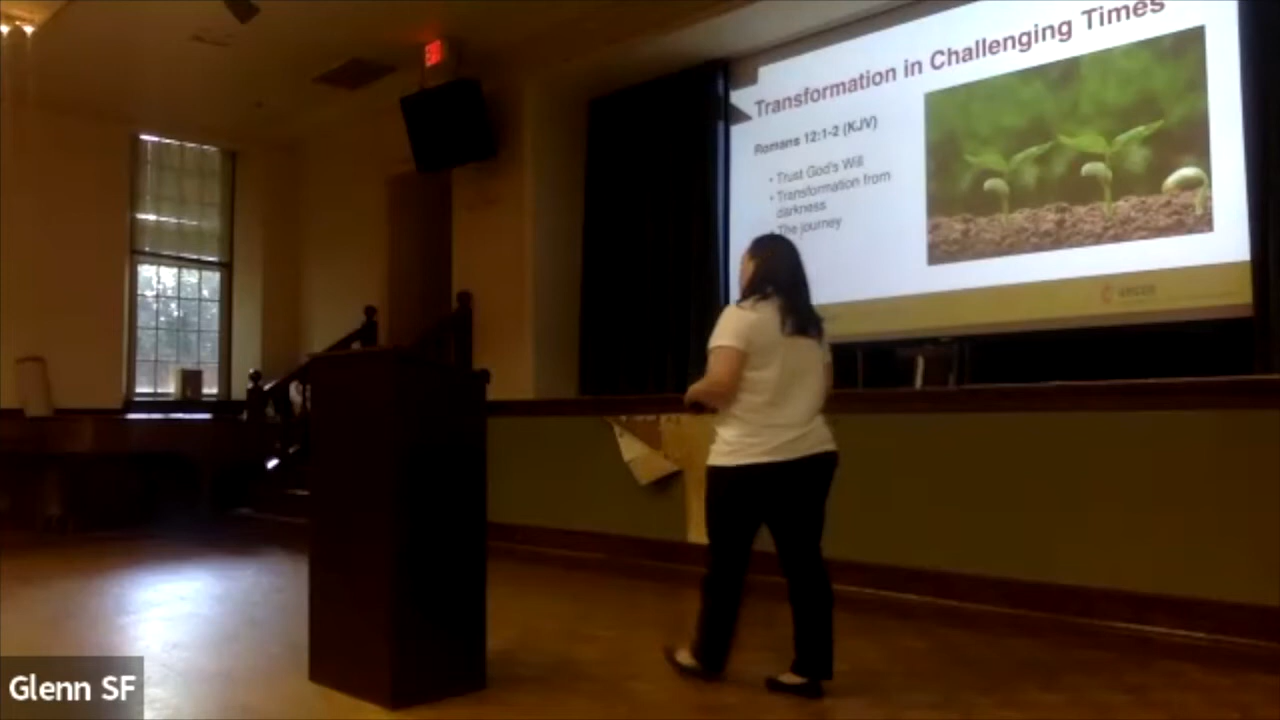 EXIT
Transformation in Challenging Times
Romans 12:1-2 (KJV)
• Trust God's Will
• Transformation from
darkness
• The journey
Glenn SF